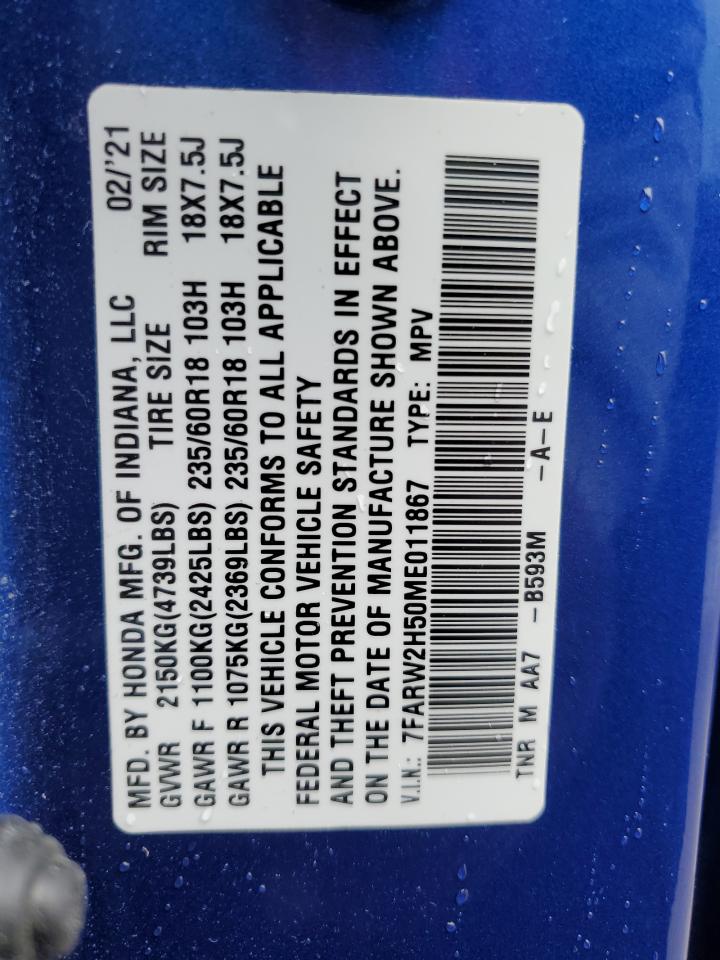 MFD. BY HONDA MFG. OF INDIANA, LLC 02/'21
GVWR 2150KG(4739LBS) TIRE SIZE RIM SIZE
GAWR F 1100KG(2425LBS) 235/60R18 103H 18X7.5J
GAWR R 1075KG(2369LBS) 235/60R18 103H 18X7.5J
THIS VEHICLE CONFORMS TO ALL APPLICABLE
FEDERAL MOTOR VEHICLE SAFETY
AND THEFT PREVENTION STANDARDS IN EFFECT
ON THE DATE OF MANUFACTURE SHOWN ABOVE.
V.I.N.: 7FARW2H50ME011867 TYPE: MPV
TNR M AA7 -B593M -A-E